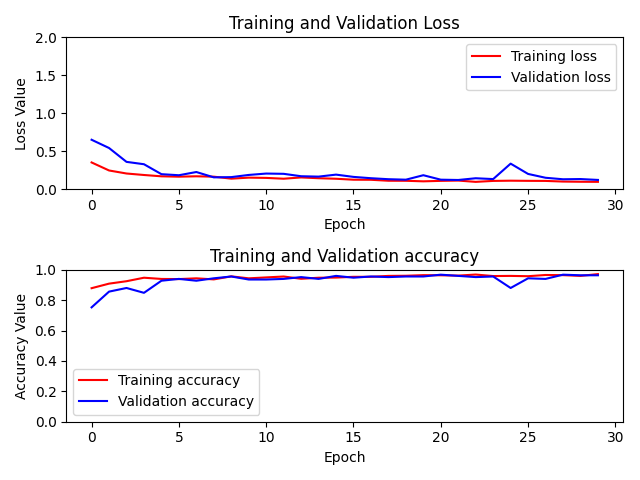 Training and Validation Loss
2.0
1.5
1.0
0.5
0.0
Loss Value
Training loss
Validation loss
0 5 10 15 20 25 30
Epoch
Training and Validation accuracy
1.0
0.8
0.6
0.4
0.2
0.0
Accuracy Value
Training accuracy
Validation accuracy
0 5 10 15 20 25 30
Epoch